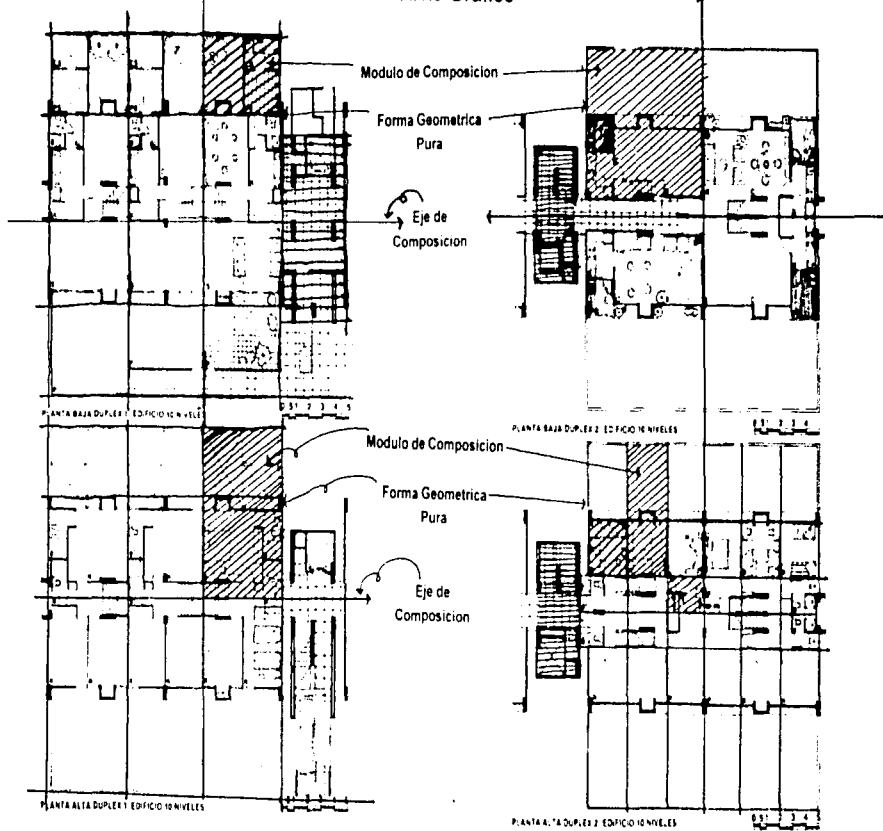 Modulo de Composicion
Forma Geometrica
Pura
Eje de
Composicion
PLANTA BAJA DUPLEX 1 EDIFICIO 10 NIVELES
PLANTA BAJA DUPLEX 2 EDIFICIO 10 NIVELES
Modulo de Composicion
Forma Geometrica
Pura
Eje de
Composicion
PLANTA ALTA DUPLEX 1 EDIFICIO 10 NIVELES
PLANTA ALTA DUPLEX 2 EDIFICIO 10 NIVELES